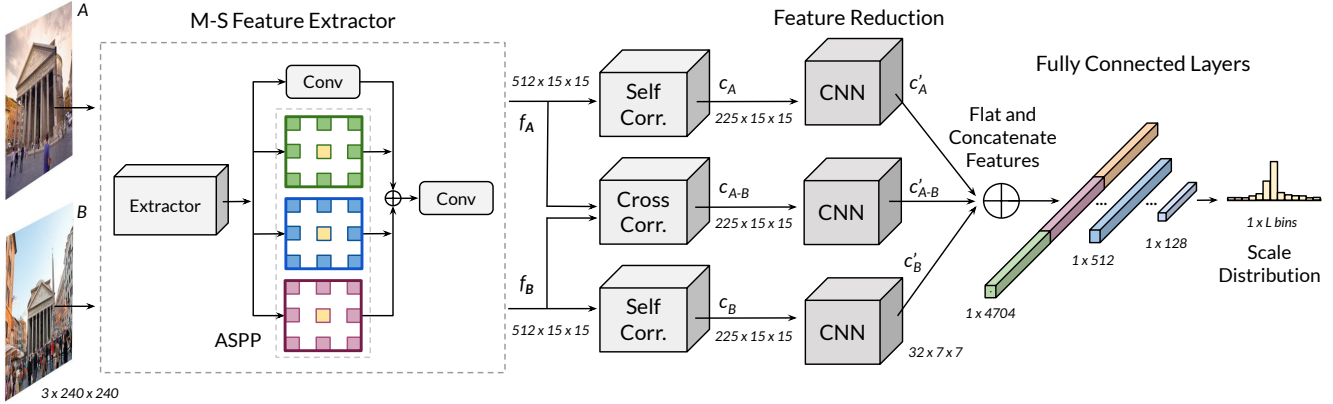 A
M-S Feature Extractor
Conv
Extractor
Conv
ASPP
B
3 x 240 x 240
512 x 15 x 15
f_A
f_B
512 x 15 x 15
Self
Corr.
Cross
Corr.
Self
Corr.
c_A
225 x 15 x 15
c_A-B
225 x 15 x 15
c_B
225 x 15 x 15
Feature Reduction
CNN
CNN
CNN
c'_A
c'_A-B
c'_B
32 x 7 x 7
Flat and
Concatenate
Features
Fully Connected Layers
1 x 4704
...
1 x 512
...
1 x 128
1 x L bins
Scale
Distribution